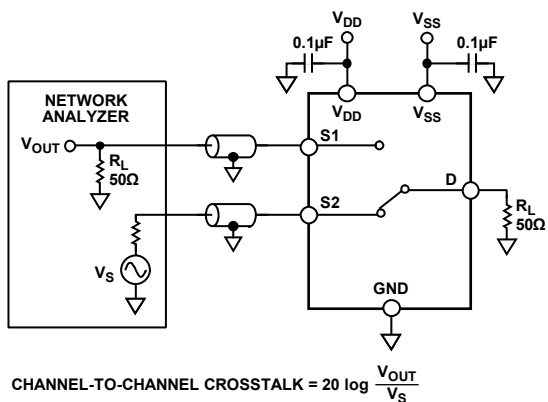 V_DD
V_SS
0.1µF
0.1µF
V_DD
V_SS
NETWORK
ANALYZER
V_OUT
R_L
50Ω
S1
S2
D
R_L
50Ω
V_S
GND
CHANNEL-TO-CHANNEL CROSSTALK = 20 log V_OUT
V_S